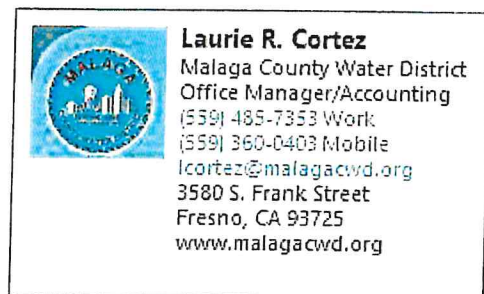 MALAGA
Laurie R. Cortez
Malaga County Water District
Office Manager/Accounting
(559) 485-7353 Work
(559) 360-0403 Mobile
lcortez@malagacwd.org
3580 S. Frank Street
Fresno, CA 93725
www.malagacwd.org